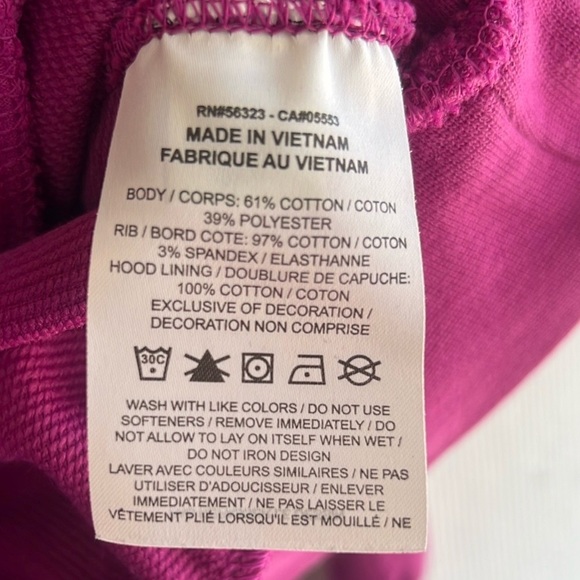 RN#56323 - CA#05553
MADE IN VIETNAM
FABRIQUE AU VIETNAM
BODY / CORPS: 61% COTTON / COTON
39% POLYESTER
RIB / BORD COTE: 97% COTTON / COTON
3% SPANDEX / ELASTHANNE
HOOD LINING / DOUBLURE DE CAPUCHE:
100% COTTON / COTON
EXCLUSIVE OF DECORATION /
DECORATION NON COMPRISE
30C
WASH WITH LIKE COLORS / DO NOT USE
SOFTENERS / REMOVE IMMEDIATELY / DO
NOT ALLOW TO LAY ON ITSELF WHEN WET /
DO NOT IRON DESIGN
LAVER AVEC COULEURS SIMILAIRES / NE PAS
UTILISER D'ADOUCISSEUR / ENLEVER
IMMEDIATEMENT / NE PAS LAISSER LE
VÊTEMENT PLIÉ LORSQU'IL EST MOUILLÉ / NE